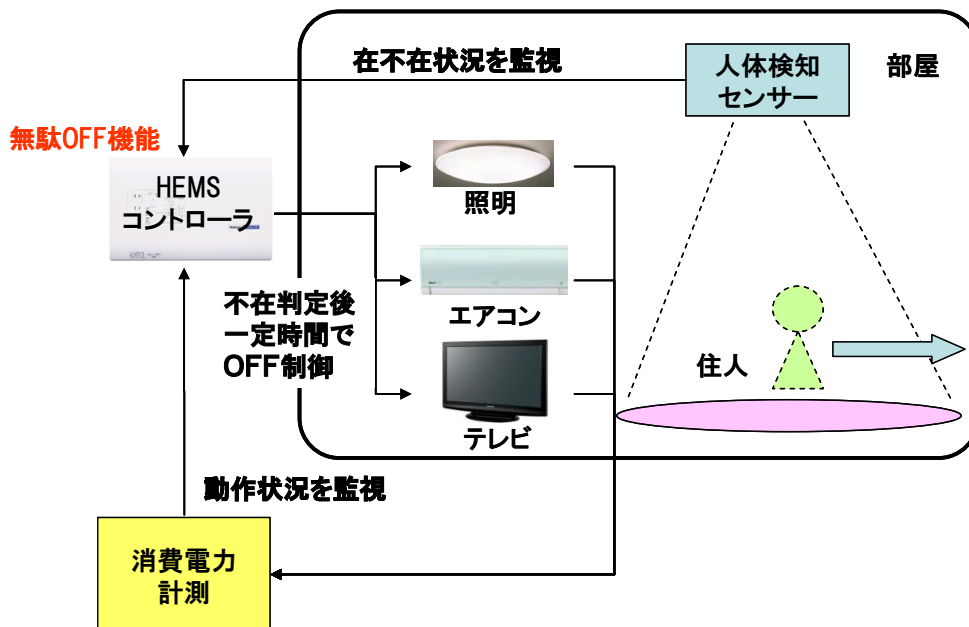 在不在状況を監視
人体検知
センサー
部屋
無駄OFF機能
HEMS
コントローラ
照明
不在判定後
一定時間で
OFF制御
エアコン
住人
テレビ
動作状況を監視
消費電力
計測